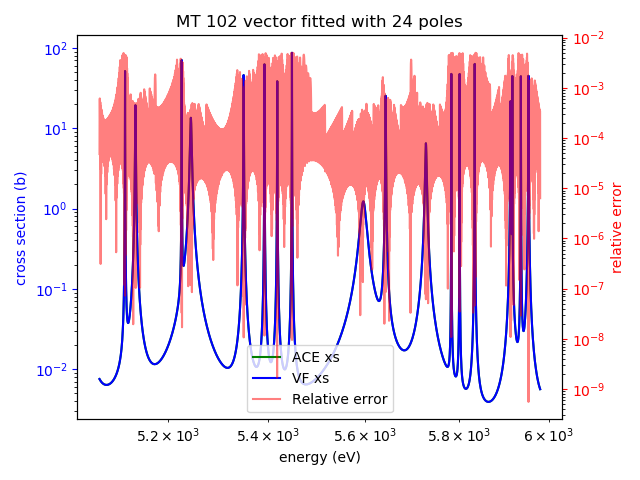 MT 102 vector fitted with 24 poles
cross section (b)
10²
10¹
10⁰
10⁻¹
10⁻²
10⁻²
10⁻³
10⁻⁴
10⁻⁵
10⁻⁶
10⁻⁷
10⁻⁸
10⁻⁹
relative error
ACE xs
VF xs
Relative error
5.2 × 10³ 5.4 × 10³ 5.6 × 10³ 5.8 × 10³ 6 × 10³
energy (eV)